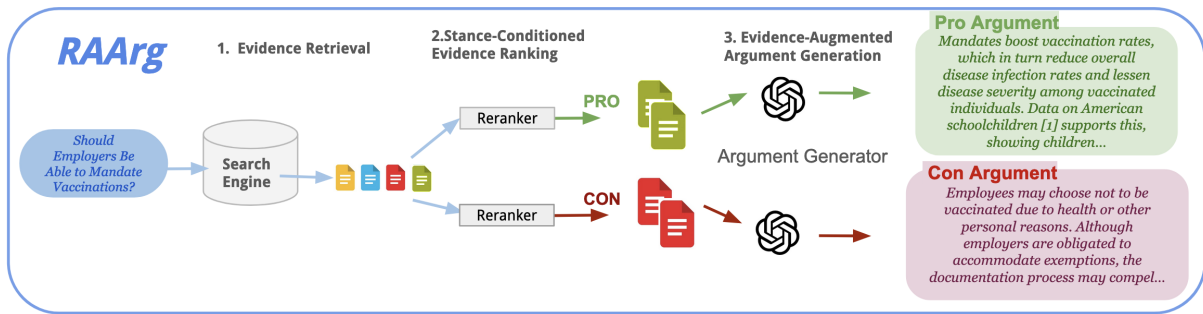 RAArg
1. Evidence Retrieval
2.Stance-Conditioned
Evidence Ranking
3. Evidence-Augmented
Argument Generation
Should
Employers Be
Able to Mandate
Vaccinations?
Search
Engine
Reranker
PRO
Reranker
CON
Argument Generator
Pro Argument
Mandates boost vaccination rates,
which in turn reduce overall
disease infection rates and lessen
disease severity among vaccinated
individuals. Data on American
schoolchildren [1] supports this,
showing children...
Con Argument
Employees may choose not to be
vaccinated due to health or other
personal reasons. Although
employers are obligated to
accommodate exemptions, the
documentation process may compel...